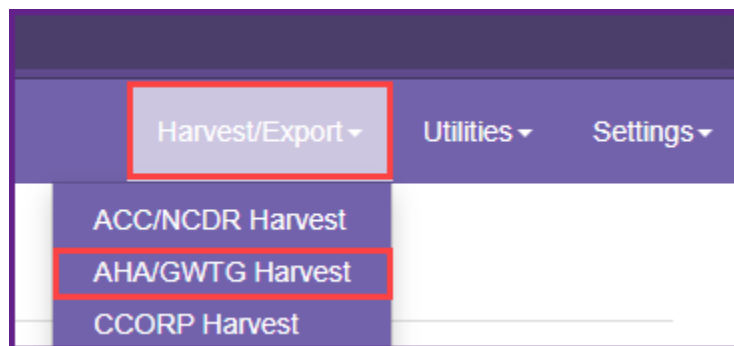 Harvest/Export Utilities Settings
ACC/NCDR Harvest
AHA/GWTG Harvest
CCORP Harvest